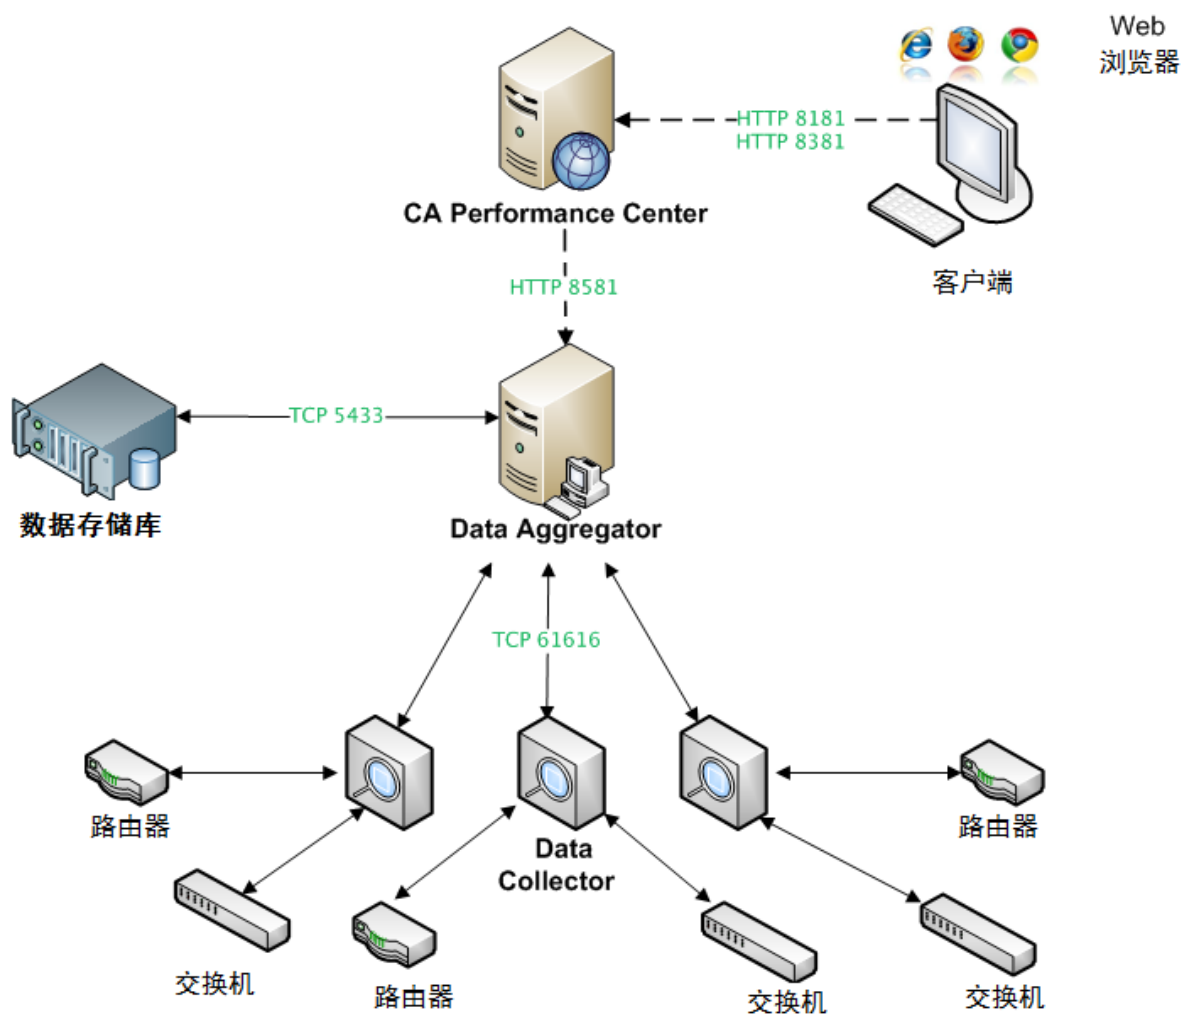 Web
浏览器
HTTP 8181
HTTP 8381
CA Performance Center
客户端
HTTP 8581
TCP 5433
数据存储库
Data Aggregator
TCP 61616
路由器
路由器
Data
Collector
交换机
路由器
交换机
交换机